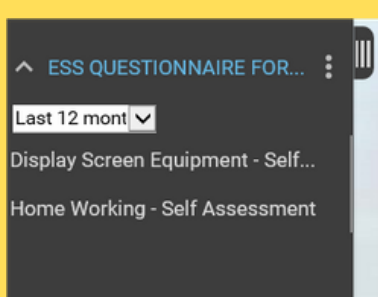 ESS QUESTIONNAIRE FOR...
Last 12 mont
Display Screen Equipment - Self...
Home Working - Self Assessment